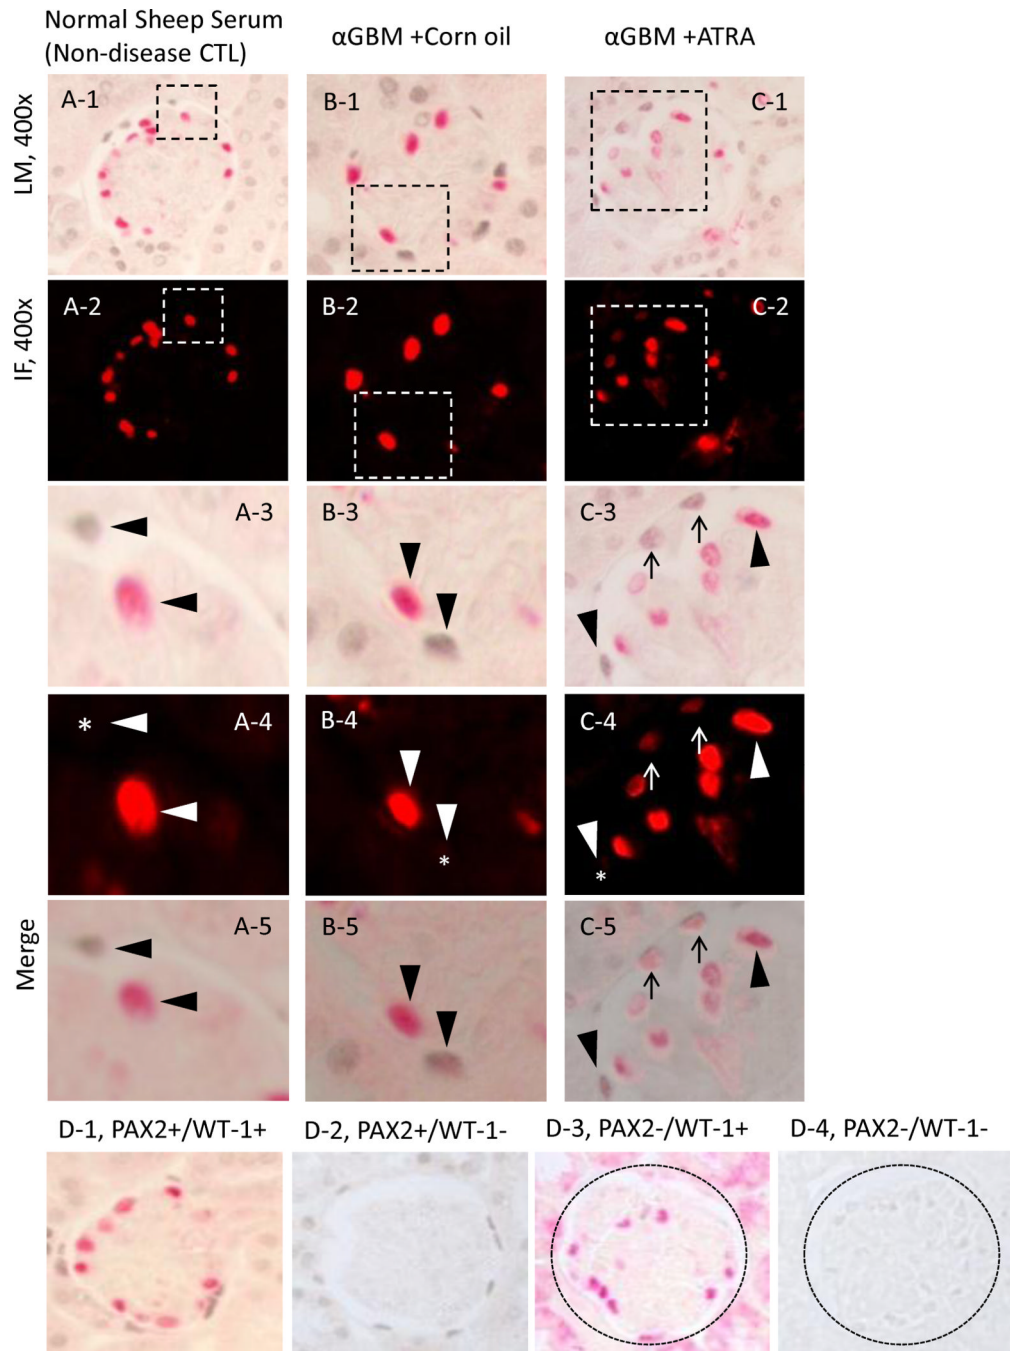 Normal Sheep Serum
(Non-disease CTL)
αGBM +Corn oil
αGBM +ATRA
LM, 400x
A-1
B-1
C-1
IF, 400x
A-2
B-2
C-2
A-3
B-3
C-3
A-4
B-4
C-4
*
*
*
Merge
A-5
B-5
C-5
D-1, PAX2+/WT-1+
D-2, PAX2+/WT-1-
D-3, PAX2-/WT-1+
D-4, PAX2-/WT-1-